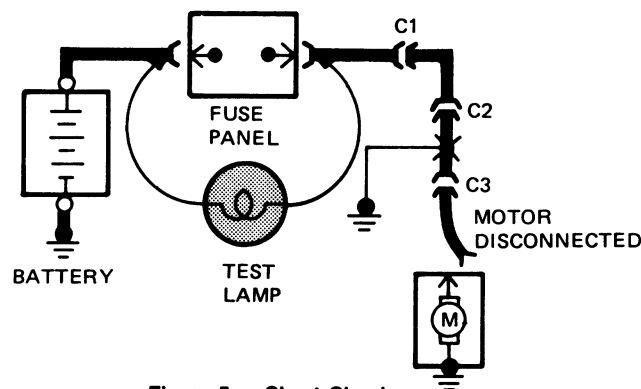 C1
FUSE
PANEL
C2
C3
MOTOR
DISCONNECTED
BATTERY
TEST
LAMP
M